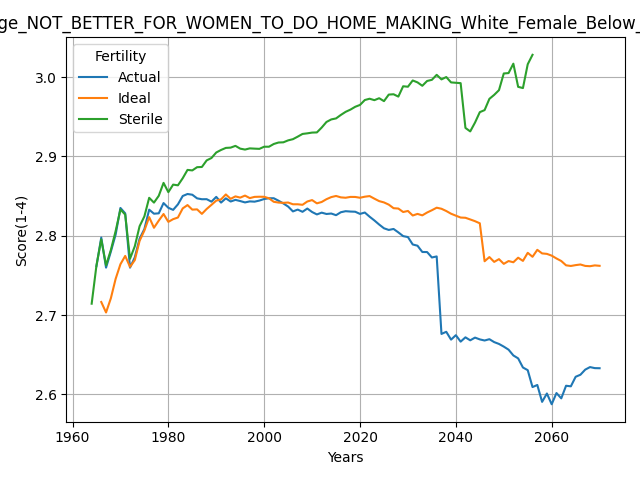 ge_NOT_BETTER_FOR_WOMEN_TO_DO_HOME_MAKING_White_Female_Below_
Fertility
Actual
Ideal
Sterile
Score(1-4)
3.0
2.9
2.8
2.7
2.6
1960 1980 2000 2020 2040 2060
Years